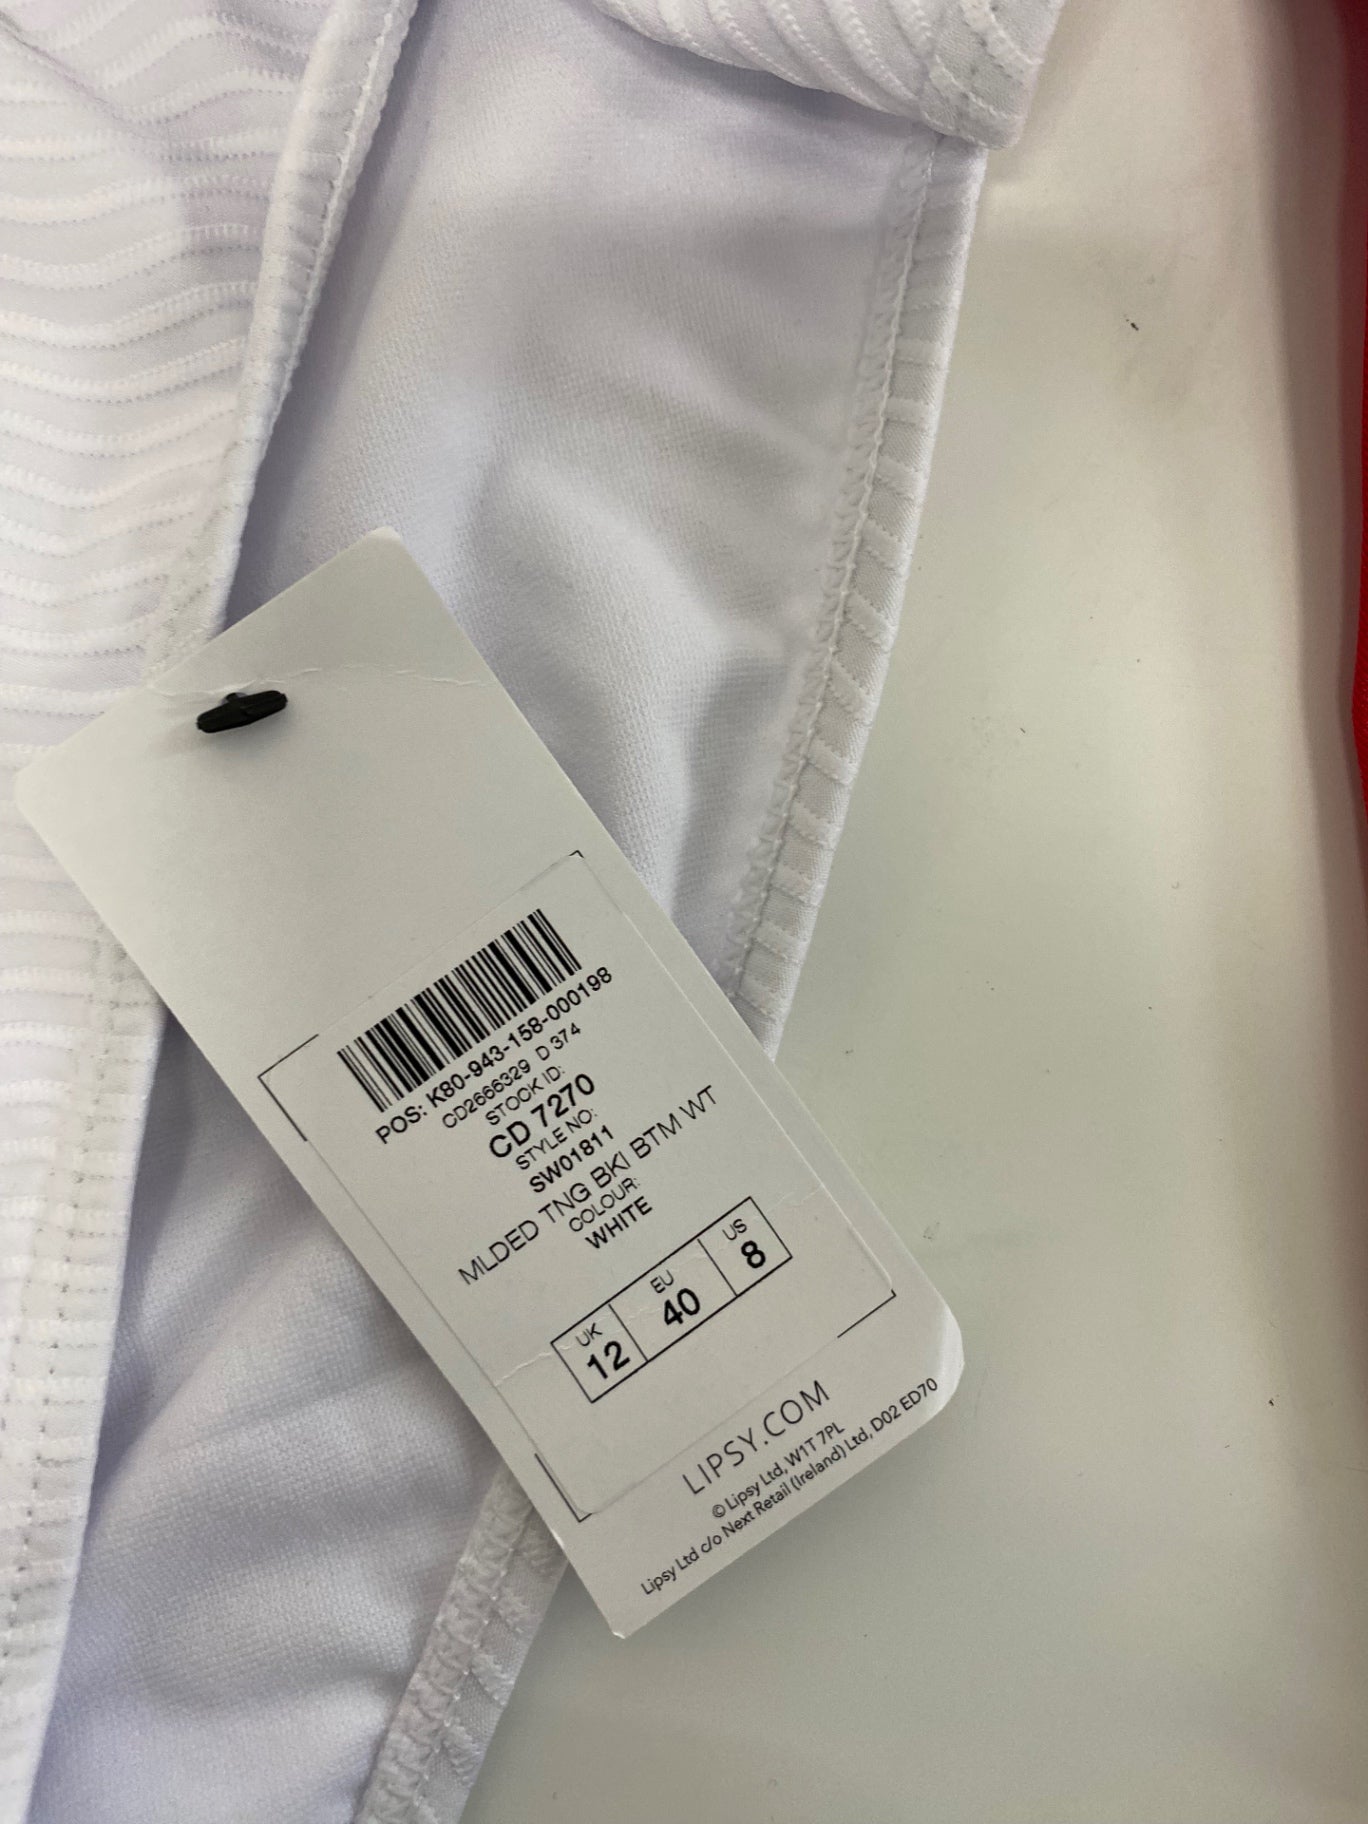 POS: K80-943-158-000198
CD2666329 D 374
STOCK ID:
CD 7270
STYLE NO:
SW01811
MLDED TNG BKI BTM WT
COLOUR:
WHITE
UK EU US
12 40 8
LIPSY.COM
© Lipsy Ltd, W1T 7PL
Lipsy Ltd c/o Next Retail (Ireland) Ltd, D02 ED70